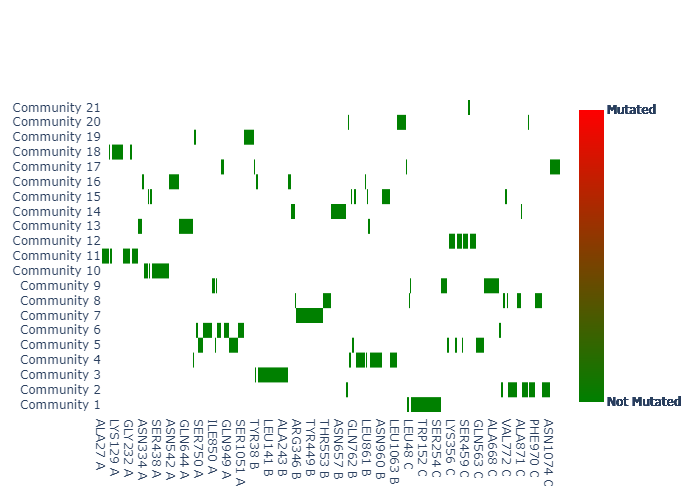 Community 21
Community 20
Community 19
Community 18
Community 17
Community 16
Community 15
Community 14
Community 13
Community 12
Community 11
Community 10
Community 9
Community 8
Community 7
Community 6
Community 5
Community 4
Community 3
Community 2
Community 1
ALA27 A
LYS129 A
GLY232 A
ASN334 A
SER438 A
ASN542 A
GLN644 A
SER750 A
ILE850 A
GLN949 A
SER1051 A
TYR38 B
LEU141 B
ALA243 B
ARG346 B
TYR449 B
THR553 B
ASN657 B
GLN762 B
LEU861 B
ASN960 B
LEU1063 B
LEU48 C
TRP152 C
SER254 C
LYS356 C
SER459 C
GLN563 C
ALA668 C
VAL772 C
ALA871 C
PHE970 C
ASN1074 C
Mutated
Not Mutated